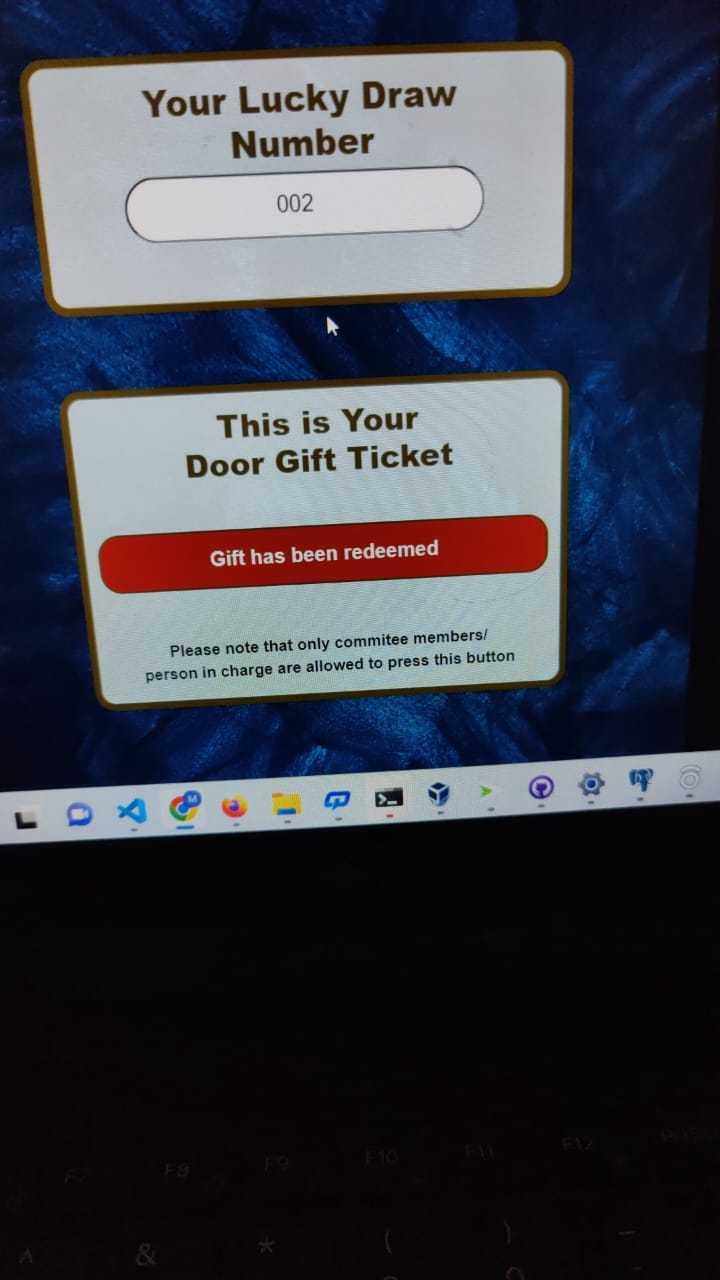 Your Lucky Draw
Number
002
This is Your
Door Gift Ticket
Gift has been redeemed
Please note that only commitee members/
person in charge are allowed to press this button
M
F7 F8 F9 F10 F11 F12
^ & * ( ) _